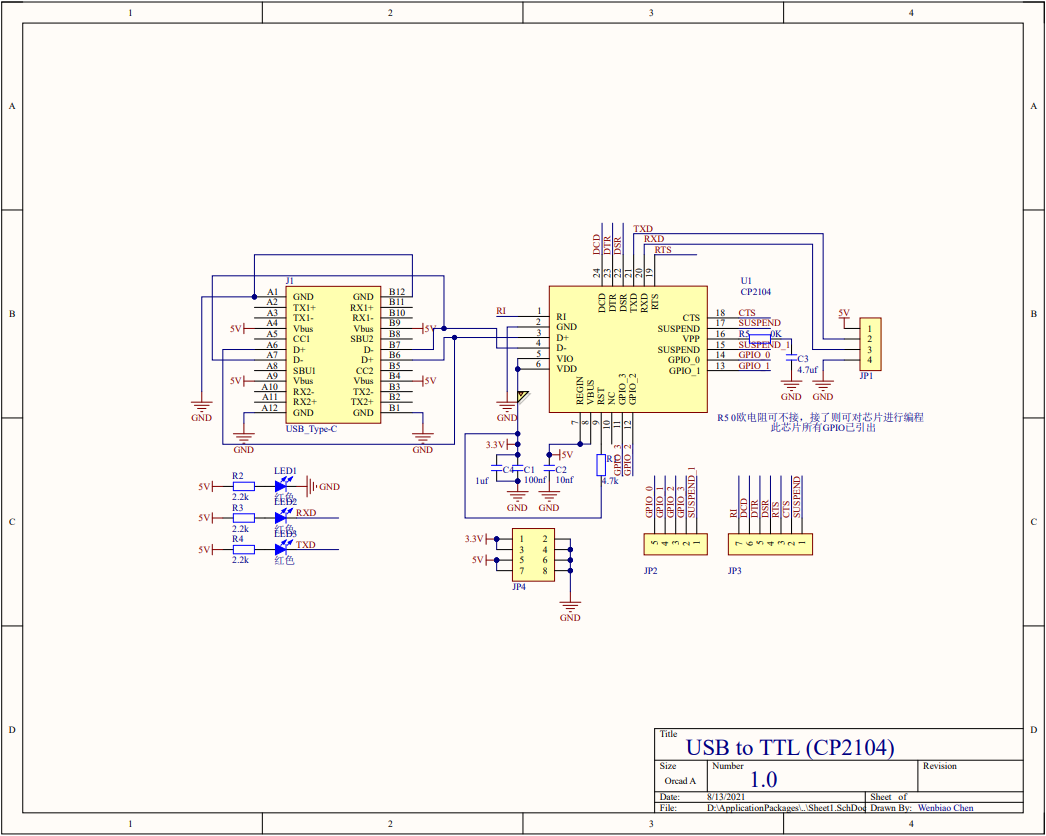 1 2 3 4
A A
B B
C C
D D
DCD
DTR
DSR
TXD
RXD
RTS
24
23
22
21
20
19
J1
U1
CP2104
A1 GND GND B12
A2 TX1+ RX1+ B11
A3 TX1- RX1- B10
5V A4 Vbus Vbus B9 5V
A5 CC1 SBU2 B8
A6 D+ D- B7
A7 D- D+ B6
A8 SBU1 CC2 B5
5V A9 Vbus Vbus B4 5V
A10 RX2- TX2- B3
A11 RX2+ TX2+ B2
A12 GND GND B1
USB_Type-C
GND
GND
GND
RI 1 RI
2 GND
3 D+
4 D-
5 VIO
6 VDD
DCD
DTR
DSR
TXD
RXD
RTS
CTS 18 CTS
SUSPEND 17 SUSPEND
VPP 16 R5 0K
SUSPEND 15 SUSPEND_1
GPIO_0 14 GPIO_0
GPIO_1 13 GPIO_1
REGIN
VBUS
RST
NC
GPIO_3
GPIO_2
7
8
9
10
11
12
GPIO_3
GPIO_2
GND
C3
4.7uf
GND
5V
1
2
3
4
JP1
GND
R5 0欧电阻可不接，接了则可对芯片进行编程
此芯片所有GPIO已引出
3.3V
C4
1uf
C1
100nf
GND
5V
C2
10nf
GND
4.7k
5V R2 LED1 GND
2.2k 红色
5V R3 LED2 RXD
2.2k 红色
5V R4 LED3 TXD
2.2k 红色
3.3V 1 2
3 4
5V 5 6
7 8
JP4
GND
GPIO_0
GPIO_1
GPIO_2
GPIO_3
SUSPEND_1
5 4 3 2 1
JP2
RI
DCD
DTR
DSR
RTS
CTS
SUSPEND
7 6 5 4 3 2 1
JP3
Title
USB to TTL (CP2104)
Size Number Revision
Orcad A 1.0
Date: 8/13/2021 Sheet of
File: D:\ApplicationPackages\..\Sheet1.SchDoc Drawn By: Wenbiao Chen
1 2 3 4